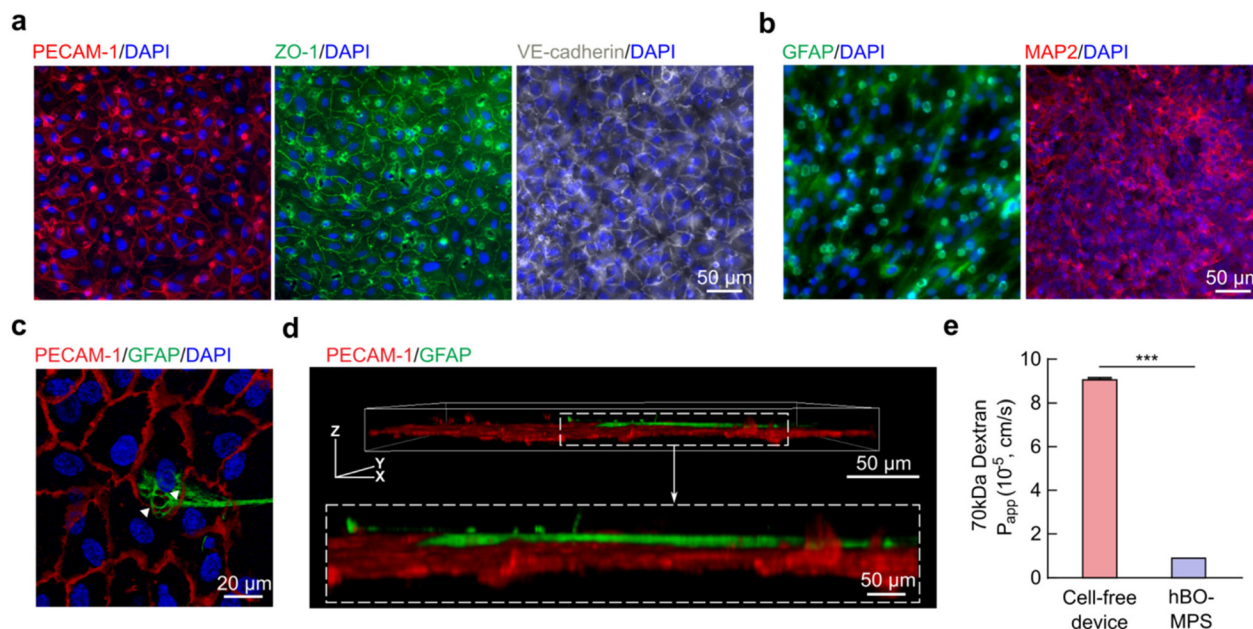 a
PECAM-1/DAPI
ZO-1/DAPI
VE-cadherin/DAPI
50 µm
b
GFAP/DAPI
MAP2/DAPI
50 µm
c
PECAM-1/GFAP/DAPI
20 µm
d
PECAM-1/GFAP
Z
Y
X
50 µm
50 µm
e
70kDa Dextran
Papp (10-5, cm/s)
10
8
6
4
2
0
***
Cell-free
device
hBO-
MPS